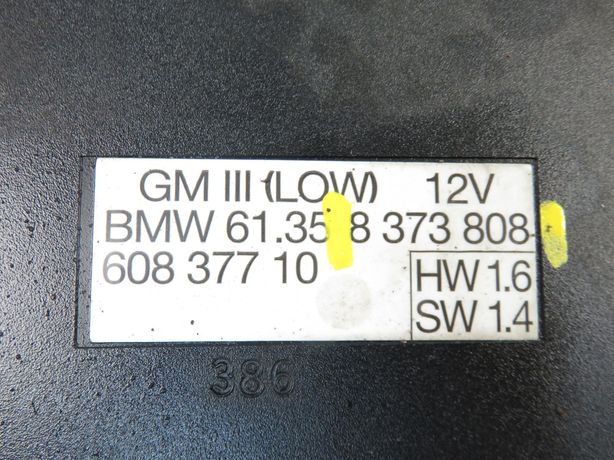 GM III (LOW) 12V
BMW 61.35 8 373 808-
608 377 10
HW 1.6
SW 1.4
386